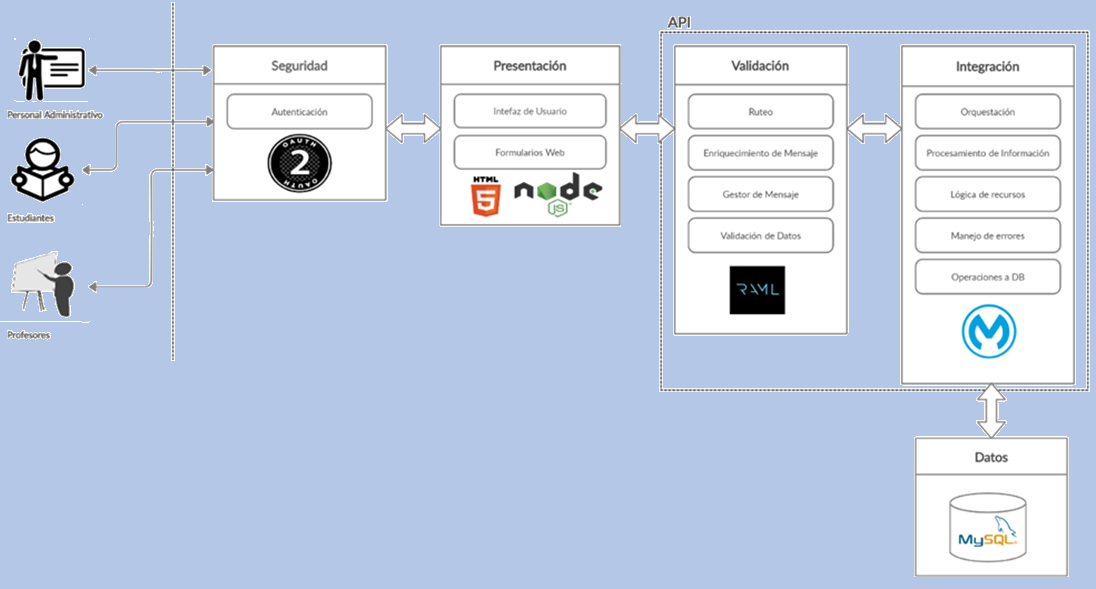 API
Personal Administrativo
Estudiantes
Profesores
Seguridad
Autenticación
OAUTH
2
OAUTH
Presentación
Intefaz de Usuario
Formularios Web
HTML
5
node
JS
Validación
Ruteo
Enriquecimiento de Mensaje
Gestor de Mensaje
Validación de Datos
RAML
Integración
Orquestación
Procesamiento de Información
Lógica de recursos
Manejo de errores
Operaciones a DB
Datos
MySQL